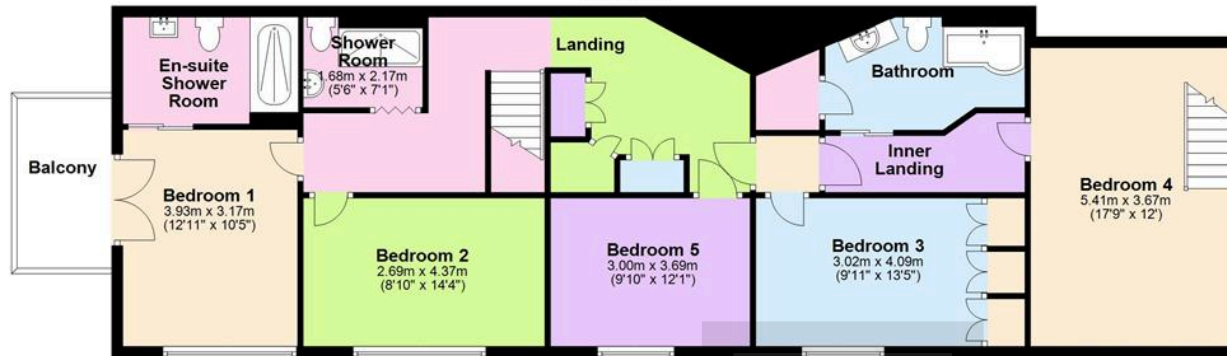 En-suite
Shower
Room
Shower
Room
1.68m x 2.17m
(5'6" x 7'1")
Landing
Bathroom
Balcony
Bedroom 1
3.93m x 3.17m
(12'11" x 10'5")
Bedroom 2
2.69m x 4.37m
(8'10" x 14'4")
Bedroom 5
3.00m x 3.69m
(9'10" x 12'1")
Inner
Landing
Bedroom 3
3.02m x 4.09m
(9'11" x 13'5")
Bedroom 4
5.41m x 3.67m
(17'9" x 12')